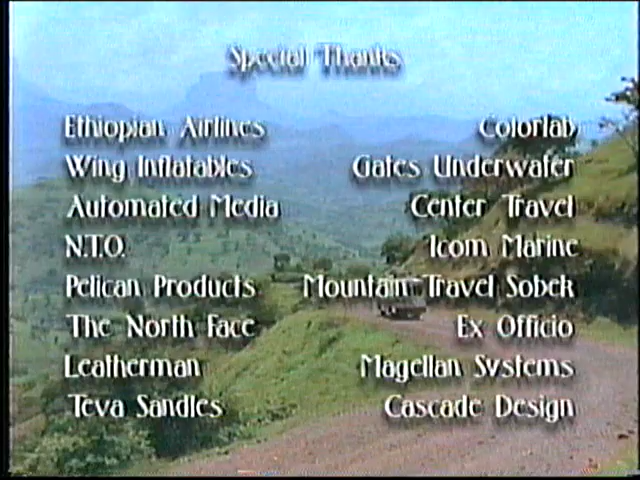 Special Thanks
Ethiopian Airlines Colorlab
Wing Inflatables Gates Underwater
Automated Media Center Travel
N.T.O. Icom Marine
Pelican Products Mountain Travel Sobek
The North Face Ex Officio
Leatherman Magellan Systems
Teva Sandles Cascade Design